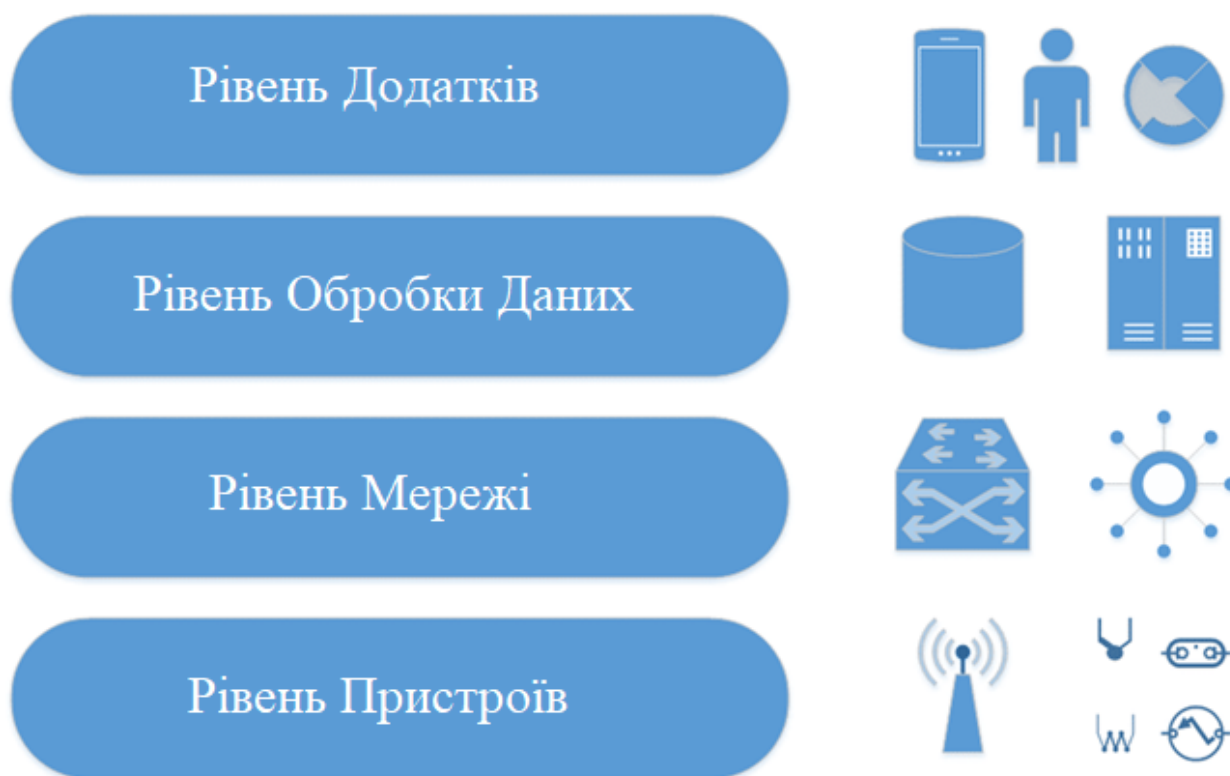 Рівень Додатків
Рівень Обробки Даних
Рівень Мережі
Рівень Пристроїв